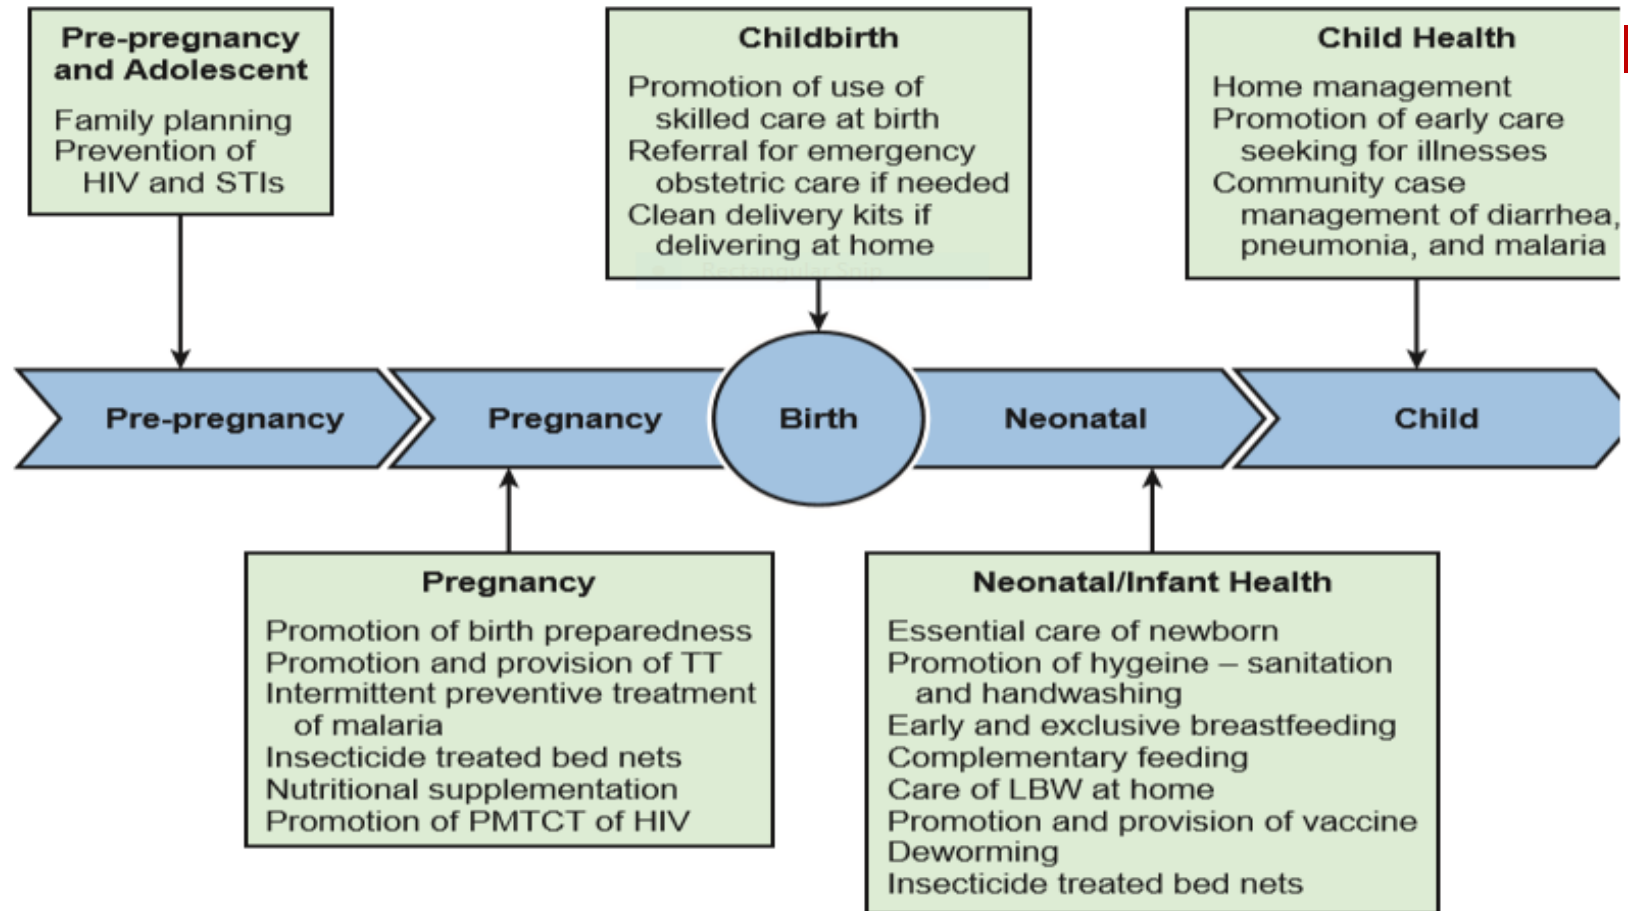 Pre-pregnancy
and Adolescent
Family planning
Prevention of
HIV and STIs
Childbirth
Promotion of use of
skilled care at birth
Referral for emergency
obstetric care if needed
Clean delivery kits if
delivering at home
Rectangular Snip
Child Health
Home management
Promotion of early care
seeking for illnesses
Community case
management of diarrhea,
pneumonia, and malaria
Pre-pregnancy
Pregnancy
Birth
Neonatal
Child
Pregnancy
Promotion of birth preparedness
Promotion and provision of TT
Intermittent preventive treatment
of malaria
Insecticide treated bed nets
Nutritional supplementation
Promotion of PMTCT of HIV
Neonatal/Infant Health
Essential care of newborn
Promotion of hygeine – sanitation
and handwashing
Early and exclusive breastfeeding
Complementary feeding
Care of LBW at home
Promotion and provision of vaccine
Deworming
Insecticide treated bed nets